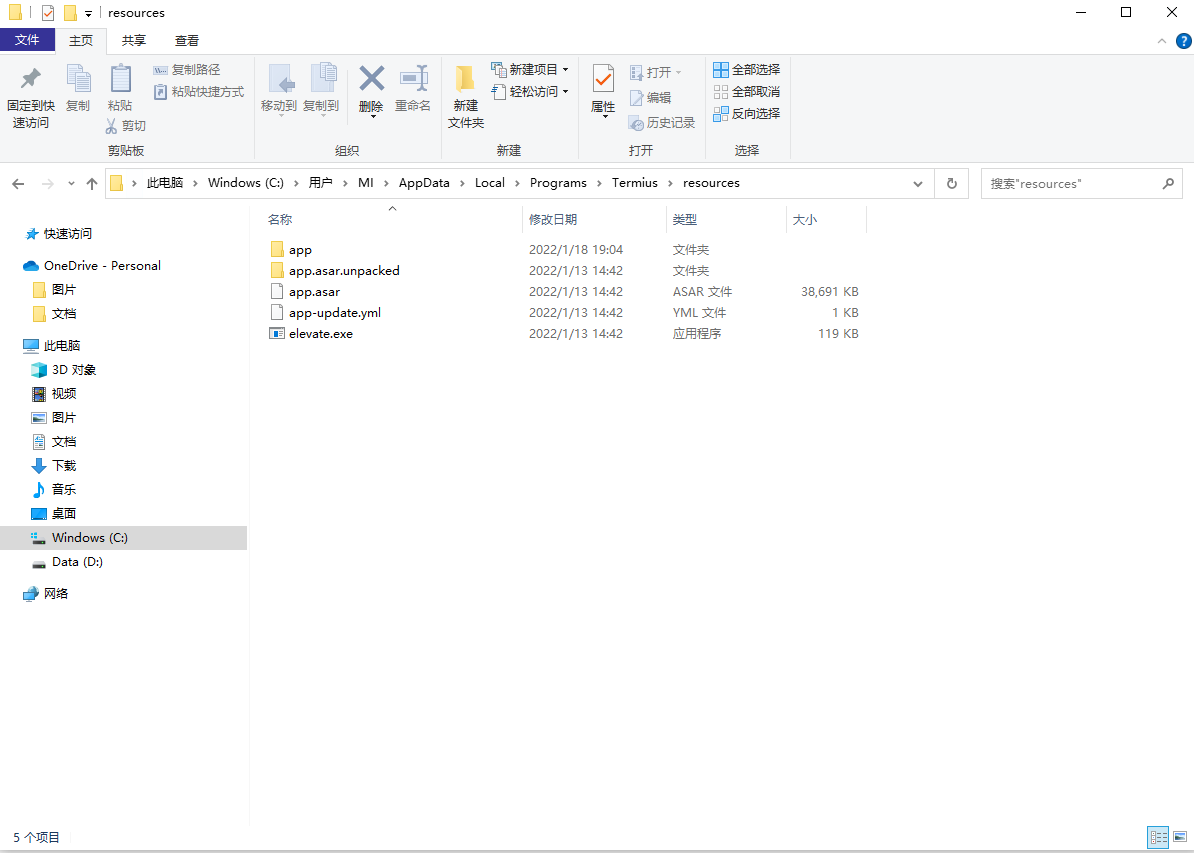 resources
文件 主页 共享 查看
固定到快速访问
复制
粘贴
复制路径
粘贴快捷方式
剪切
剪贴板
移动到
复制到
删除
重命名
组织
新建文件夹
新建项目
轻松访问
新建
属性
打开
编辑
历史记录
打开
全部选择
全部取消
反向选择
选择
此电脑 › Windows (C:) › 用户 › MI › AppData › Local › Programs › Termius › resources
搜索"resources"
快速访问
OneDrive - Personal
图片
文档
此电脑
3D 对象
视频
图片
文档
下载
音乐
桌面
Windows (C:)
Data (D:)
网络
名称 修改日期 类型 大小
app 2022/1/18 19:04 文件夹
app.asar.unpacked 2022/1/13 14:42 文件夹
app.asar 2022/1/13 14:42 ASAR 文件 38,691 KB
app-update.yml 2022/1/13 14:42 YML 文件 1 KB
elevate.exe 2022/1/13 14:42 应用程序 119 KB
5 个项目